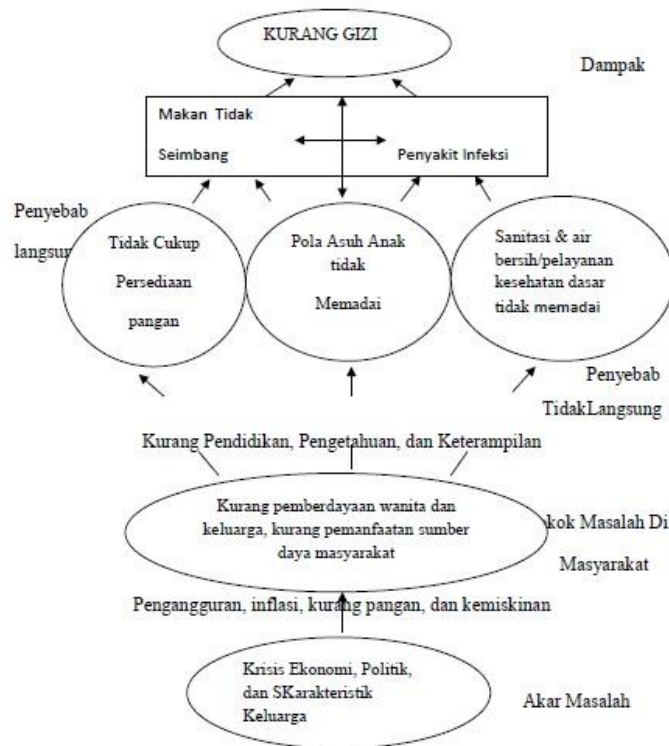 KURANG GIZI
Dampak
Makan Tidak
Seimbang
Penyakit Infeksi
Penyebab
langsun
Tidak Cukup
Persediaan
pangan
Pola Asuh Anak
tidak
Memadai
Sanitasi & air
bersih/pelayanan
kesehatan dasar
tidak memadai
Penyebab
TidakLangsung
Kurang Pendidikan, Pengetahuan, dan Keterampilan
Kurang pemberdayaan wanita dan
keluarga, kurang pemanfaatan sumber
daya masyarakat
kok Masalah Di
Masyarakat
Pengangguran, inflasi, kurang pangan, dan kemiskinan
Krisis Ekonomi, Politik,
dan SKarakteristik
Keluarga
Akar Masalah